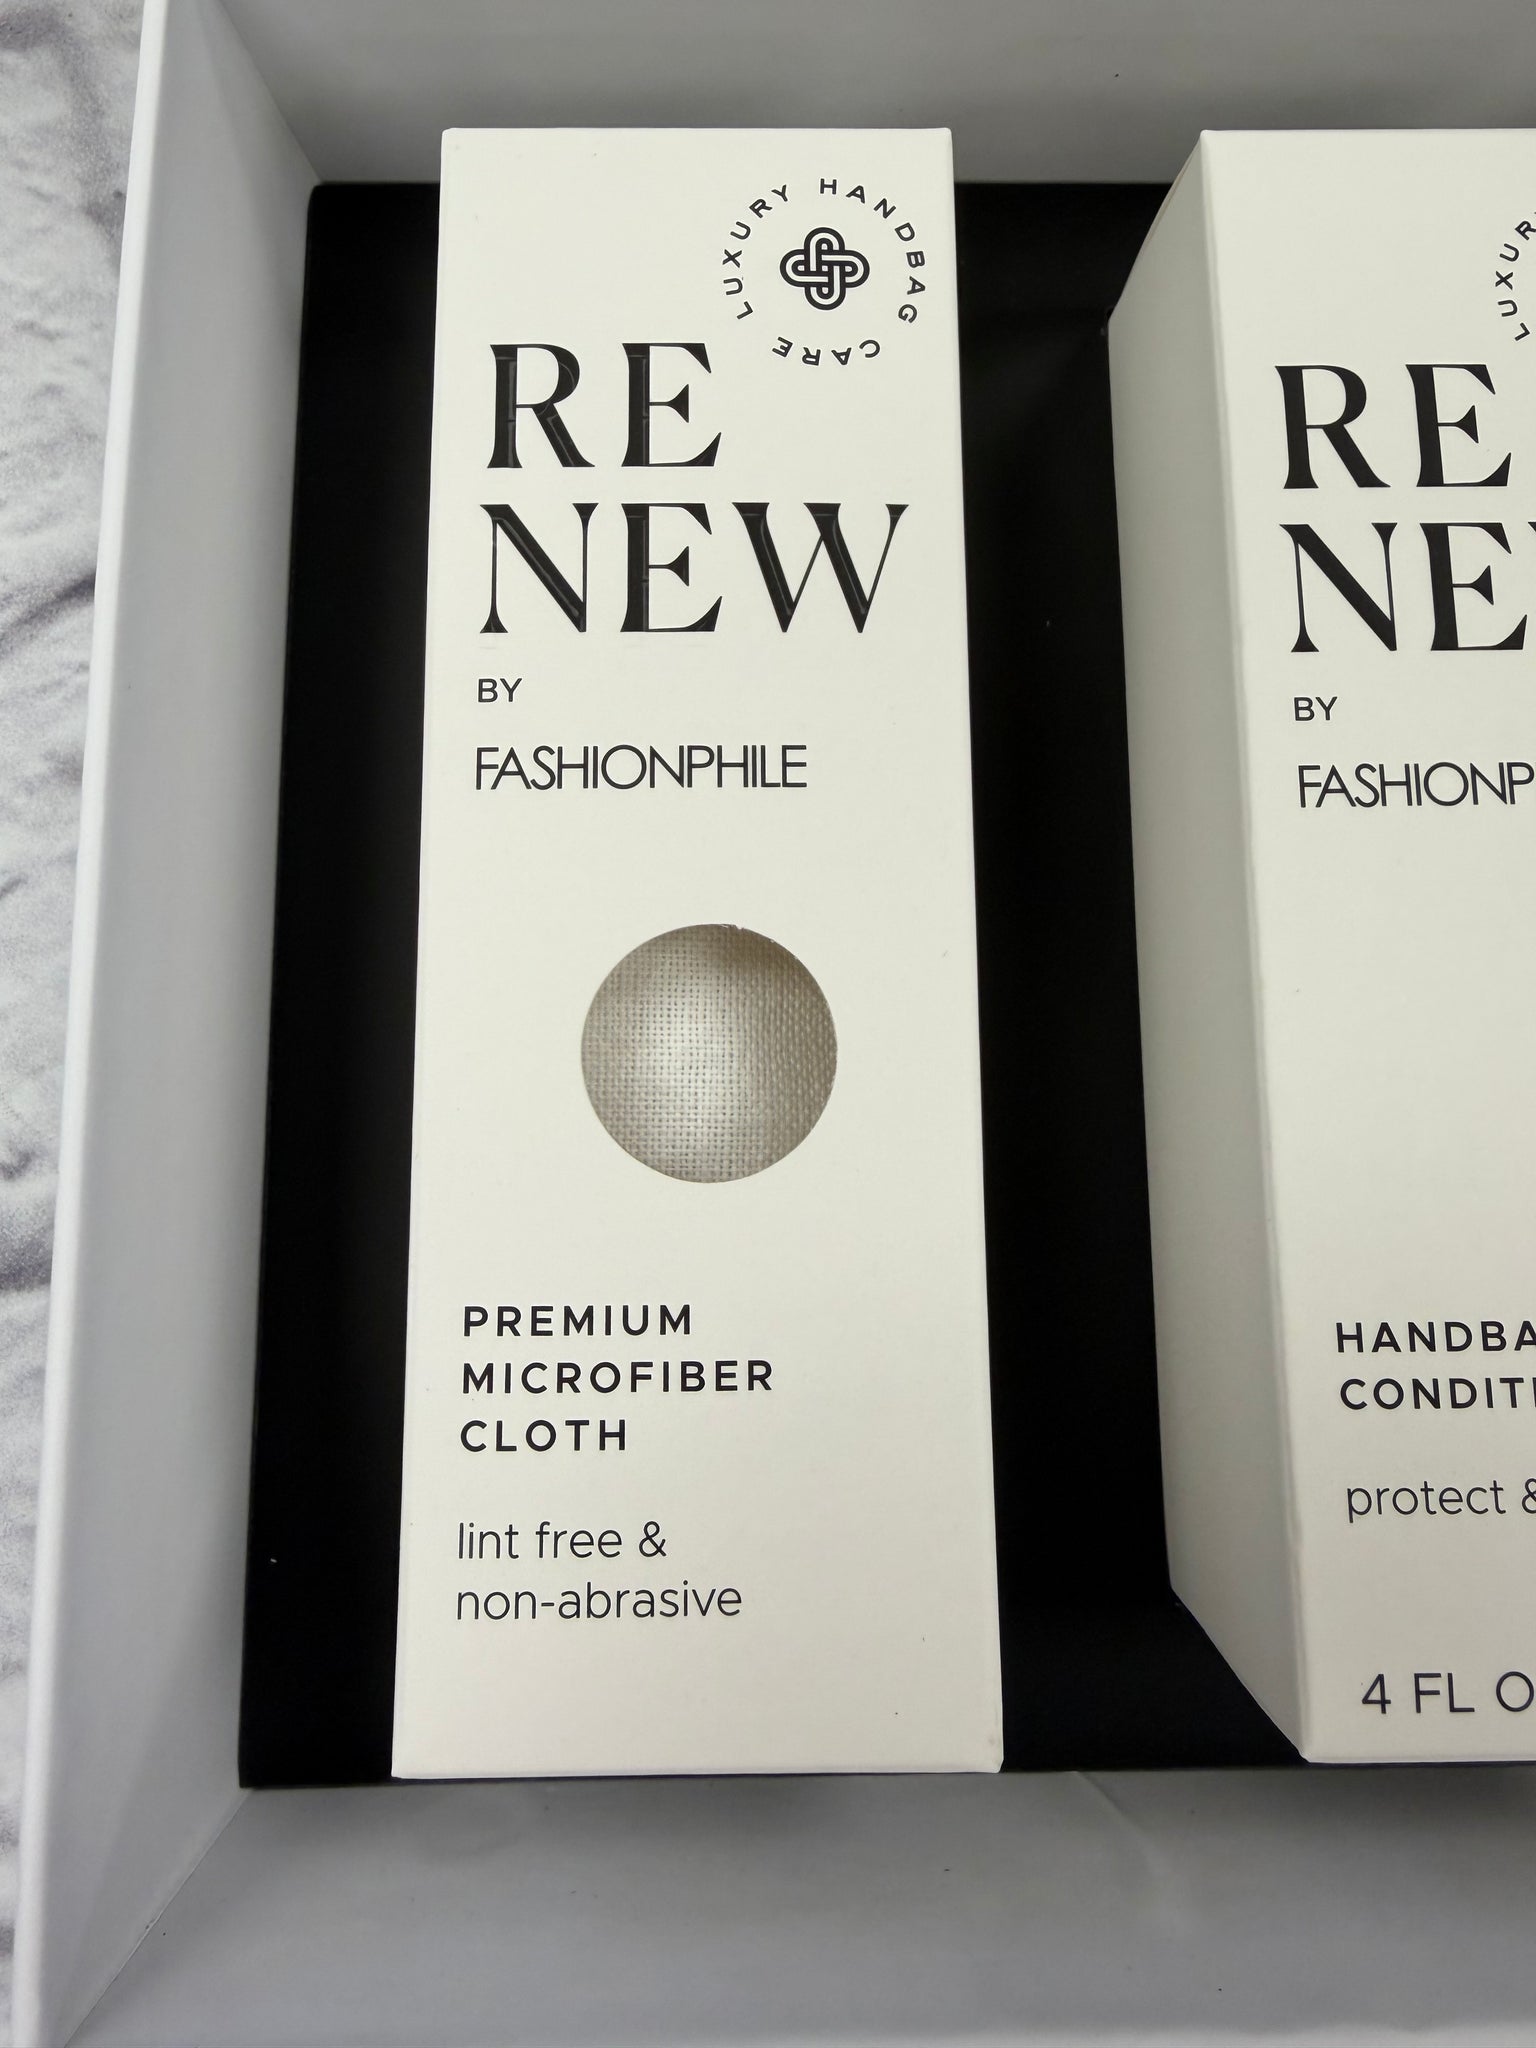 LUXURY HANDBAG CARE
RE
NEW
BY
FASHIONPHILE
PREMIUM
MICROFIBER
CLOTH
lint free &
non-abrasive
LUXURY
RE
NE
BY
FASHIONP
HANDBA
CONDITI
protect &
4 FL O